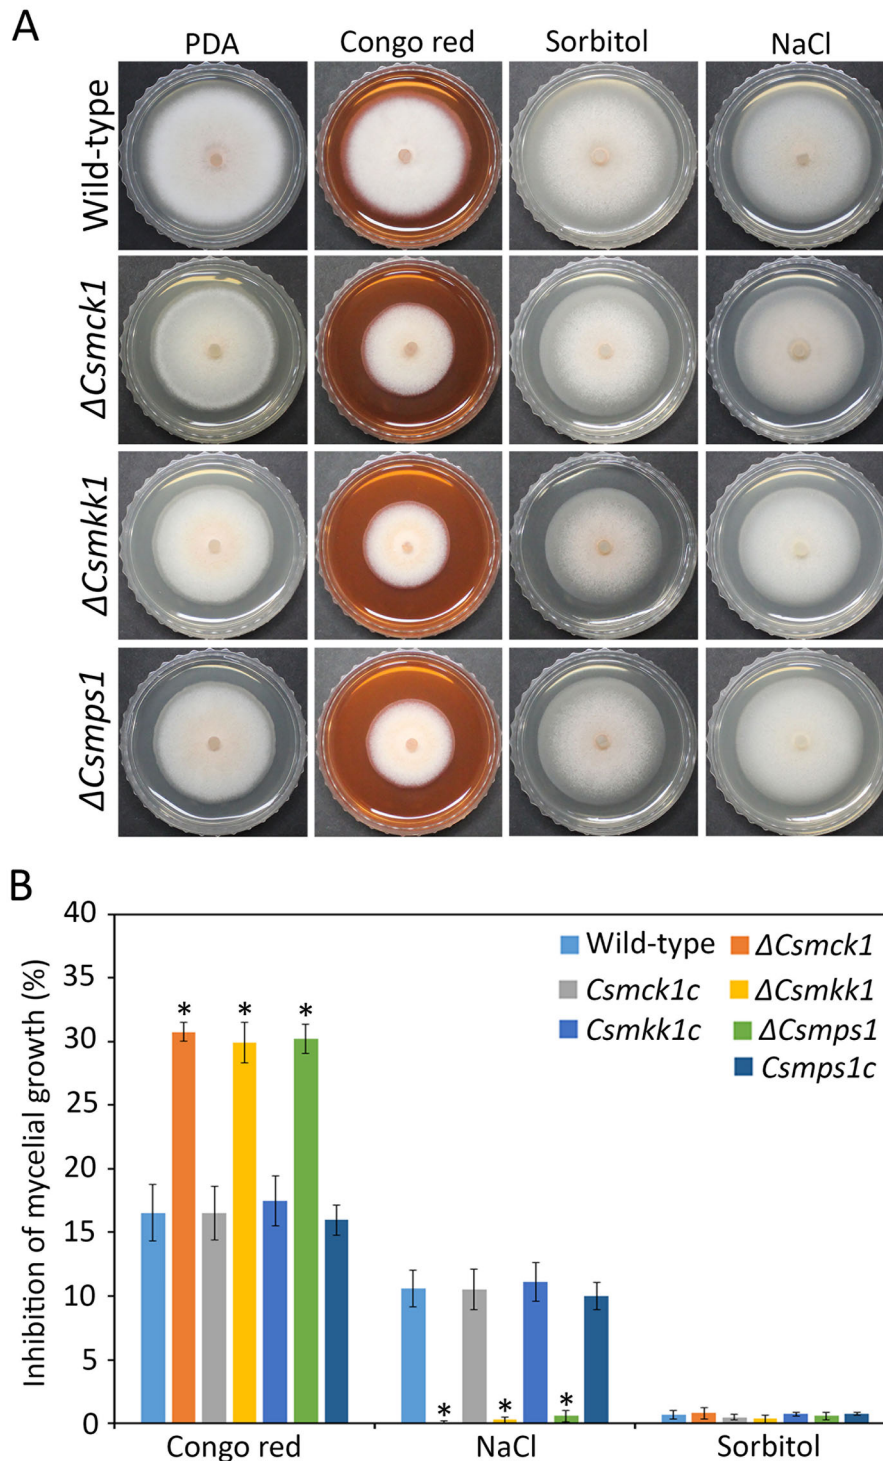 A
PDA Congo red Sorbitol NaCl
Wild-type
ΔCsmck1
ΔCsmkk1
ΔCsmps1
B
Inhibition of mycelial growth (%)
40
35
30
25
20
15
10
5
0
* * *
* * *
Wild-type ΔCsmck1
Csmck1c ΔCsmkk1
Csmkk1c ΔCsmps1
Csmps1c
Congo red NaCl Sorbitol